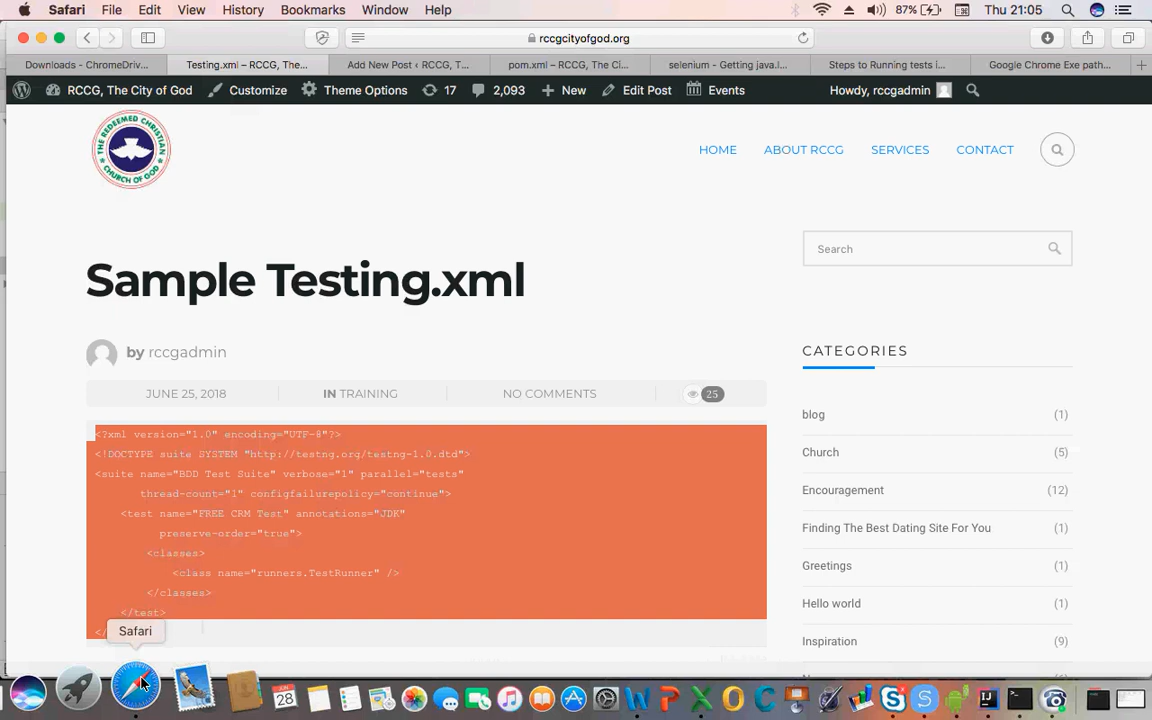 Safari File Edit View History Bookmarks Window Help 87% Thu 21:05
rccgcityofgod.org
Downloads - ChromeDriv... Testing.xml – RCCG, The... Add New Post ‹ RCCG, T... pom.xml – RCCG, The Ci... selenium - Getting java.l... Steps to Running tests i... Google Chrome Exe path...
RCCG, The City of God Customize Theme Options 17 2,093 New Edit Post Events Howdy, rccgadmin
THE REDEEMED CHRISTIAN CHURCH OF GOD
HOME ABOUT RCCG SERVICES CONTACT
Search
Sample Testing.xml
by rccgadmin
CATEGORIES
JUNE 25, 2018 IN TRAINING NO COMMENTS 25
blog (1)
<?xml version="1.0" encoding="UTF-8"?>
<!DOCTYPE suite SYSTEM "http://testng.org/testng-1.0.dtd">
Church (5)
<suite name="BDD Test Suite" verbose="1" parallel="tests"
thread-count="1" configfailurepolicy="continue">
Encouragement (12)
<test name="FREE CRM Test" annotations="JDK"
preserve-order="true">
Finding The Best Dating Site For You (1)
<classes>
<class name="runners.TestRunner" />
Greetings (1)
</classes>
Hello world (1)
</test>
</
Safari
Inspiration (9)
28